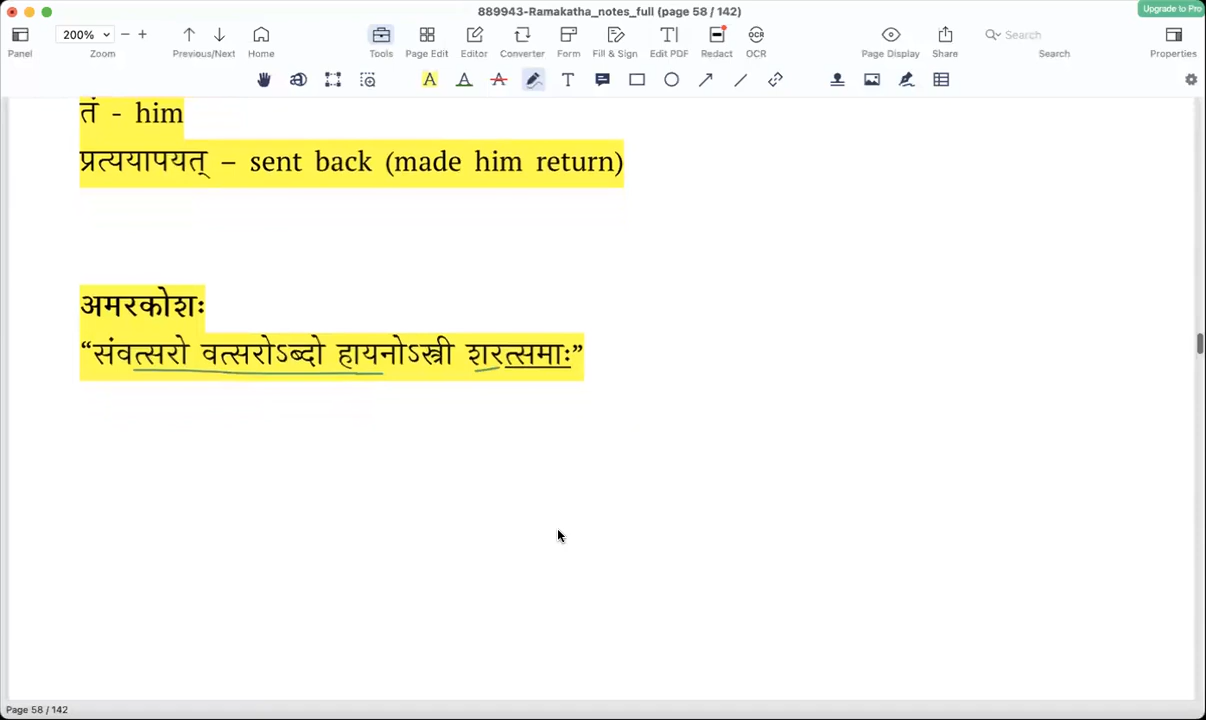 889943-Ramakatha_notes_full (page 58 / 142)
Upgrade to Pro
200%
Search
Panel Zoom Previous/Next Home Tools Page Edit Editor Converter Form Fill & Sign Edit PDF Redact OCR Page Display Share Search Properties
तं - him
प्रत्ययापयत् – sent back (made him return)
अमरकोशः
“संवत्सरो वत्सरोऽब्दो हायनोऽस्त्री शरत्समाः”
Page 58 / 142